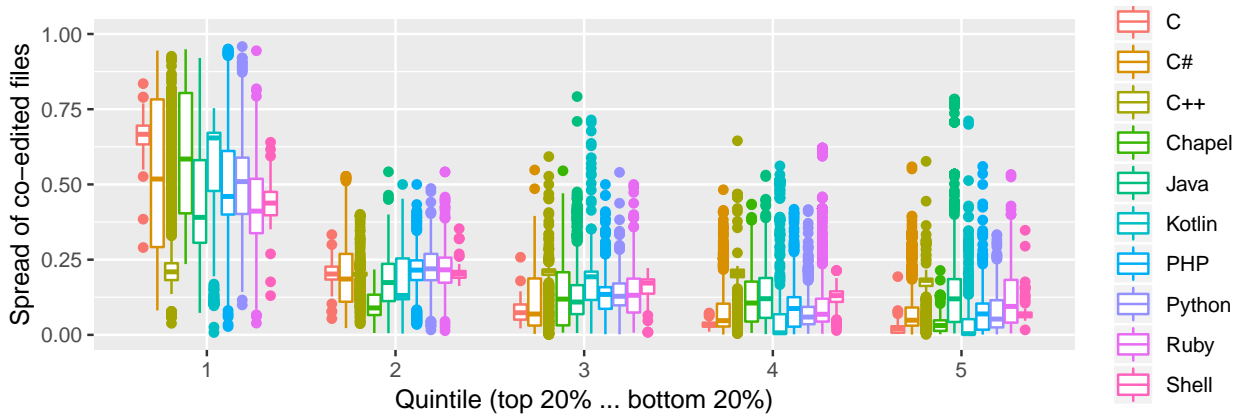 Spread of co−edited files
1.00
0.75
0.50
0.25
0.00
1 2 3 4 5
Quintile (top 20% ... bottom 20%)
C
C#
C++
Chapel
Java
Kotlin
PHP
Python
Ruby
Shell